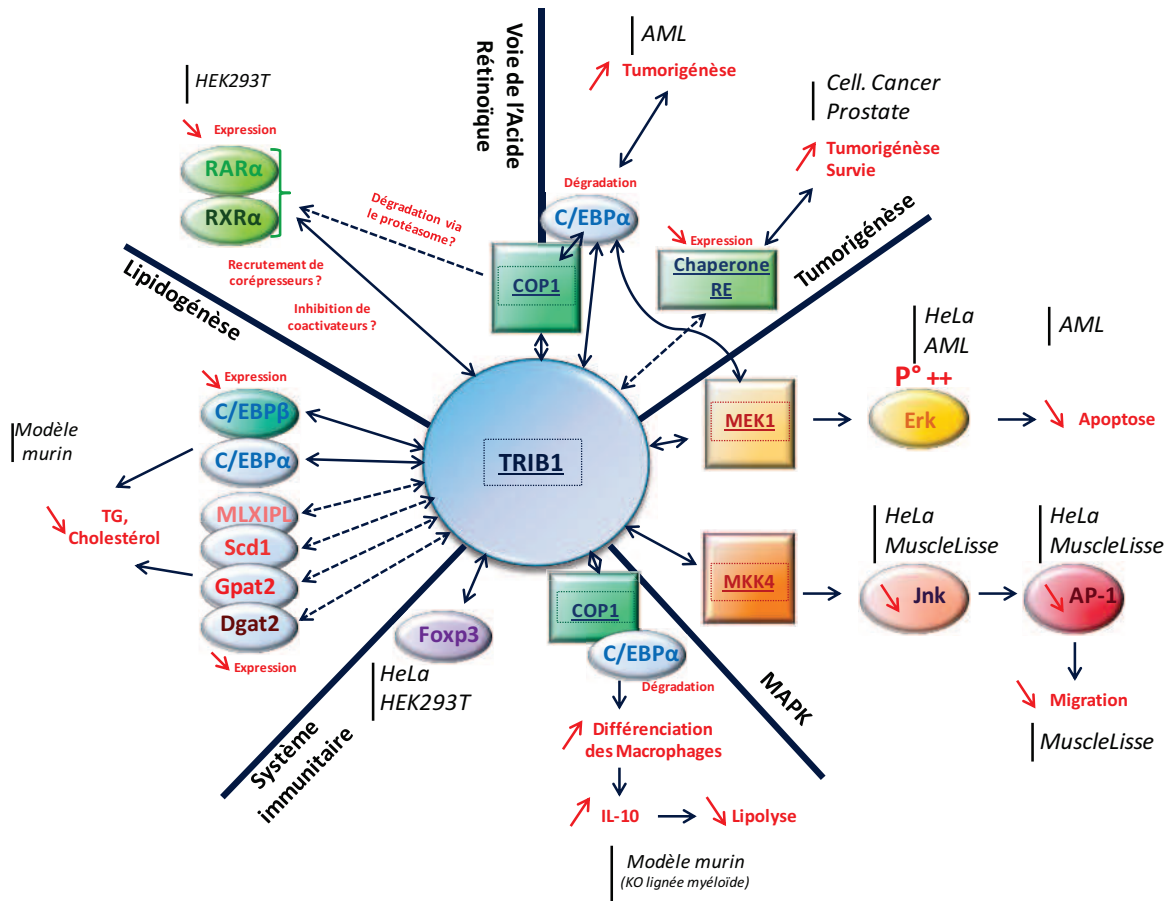 Voie de l'Acide
Rétinoïque
HEK293T
Expression
RARα
RXRα
Dégradation via
le protéasome ?
Recrutement de
corépresseurs ?
Inhibition de
coactivateurs ?
AML
Tumorigénèse
Dégradation
C/EBPα
COP1
Cell. Cancer
Prostate
Tumorigénèse
Survie
Expression
Chaperone
RE
Tumorigénèse
Lipidogénèse
Expression
C/EBPβ
C/EBPα
MLXIPL
Scd1
Gpat2
Dgat2
Expression
Modèle
murin
TG,
Cholestérol
TRIB1
MEK1
HeLa
AML
P° ++
Erk
AML
Apoptose
MKK4
HeLa
MuscleLisse
Jnk
HeLa
MuscleLisse
AP-1
Migration
MuscleLisse
MAPK
Système
immunitaire
Foxp3
HeLa
HEK293T
COP1
C/EBPα
Dégradation
Différenciation
des Macrophages
IL-10
Lipolyse
Modèle murin
(KO lignée myéloïde)